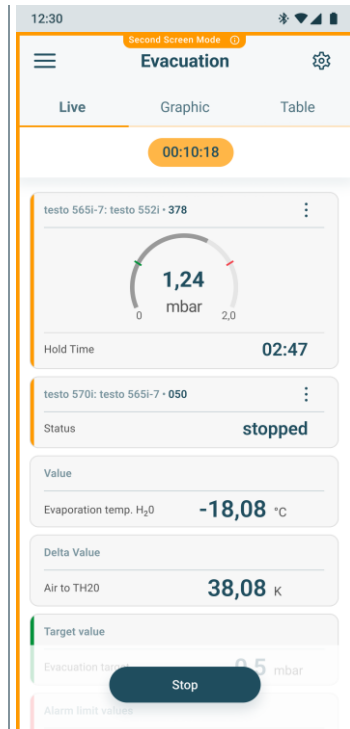 12:30
Second Screen Mode
Evacuation
Live Graphic Table
00:10:18
testo 565i-7: testo 552i • 378
1,24
mbar
0 2,0
Hold Time 02:47
testo 570i: testo 565i-7 • 050
Status stopped
Value
Evaporation temp. H₂0 -18,08 °C
Delta Value
Air to TH20 38,08 K
Target value
Evacuation target 0,5 mbar
Stop
Alarm limit values